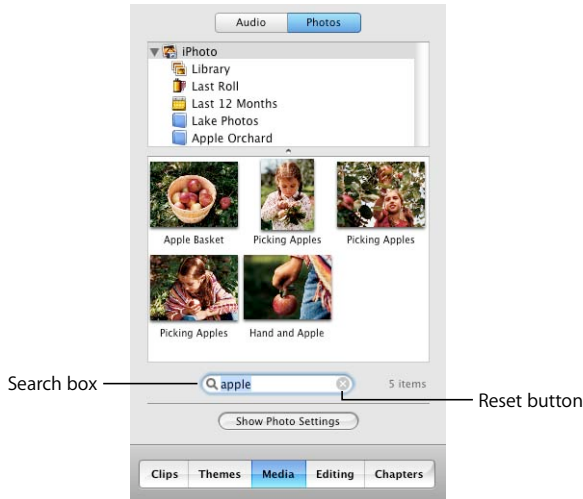 Audio Photos
iPhoto
Library
Last Roll
Last 12 Months
Lake Photos
Apple Orchard
Apple Basket Picking Apples Picking Apples
Picking Apples Hand and Apple
Search box apple 5 items
Reset button
Show Photo Settings
Clips Themes Media Editing Chapters